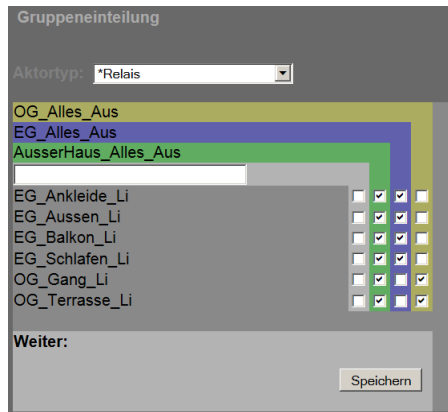 Gruppeneinteilung
Aktortyp: *Relais
OG_Alles_Aus
EG_Alles_Aus
AusserHaus_Alles_Aus
EG_Ankleide_Li
EG_Aussen_Li
EG_Balkon_Li
EG_Schlafen_Li
OG_Gang_Li
OG_Terrasse_Li
Weiter:
Speichern